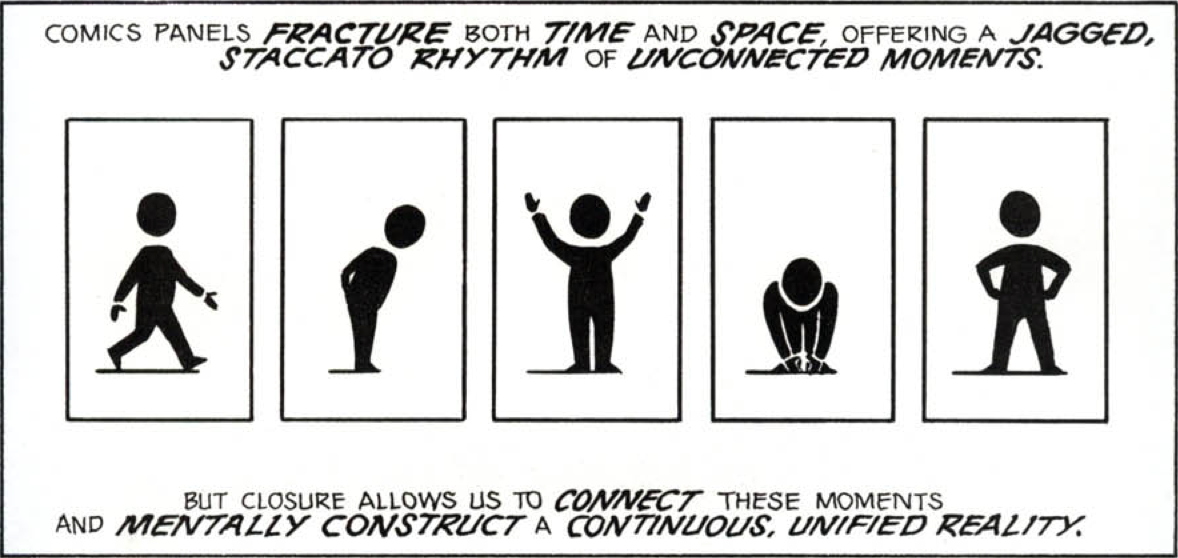 COMICS PANELS FRACTURE BOTH TIME AND SPACE, OFFERING A JAGGED,
STACCATO RHYTHM OF UNCONNECTED MOMENTS.
BUT CLOSURE ALLOWS US TO CONNECT THESE MOMENTS
AND MENTALLY CONSTRUCT A CONTINUOUS, UNIFIED REALITY.